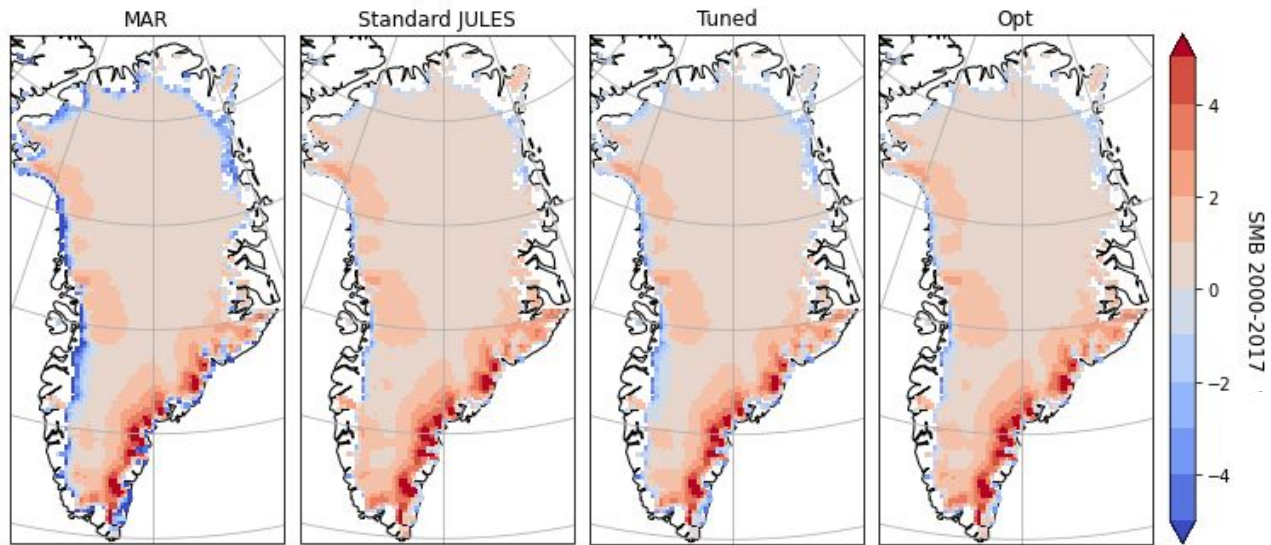 MAR
Standard JULES
Tuned
Opt
4
2
0
−2
−4
SMB 2000-2017